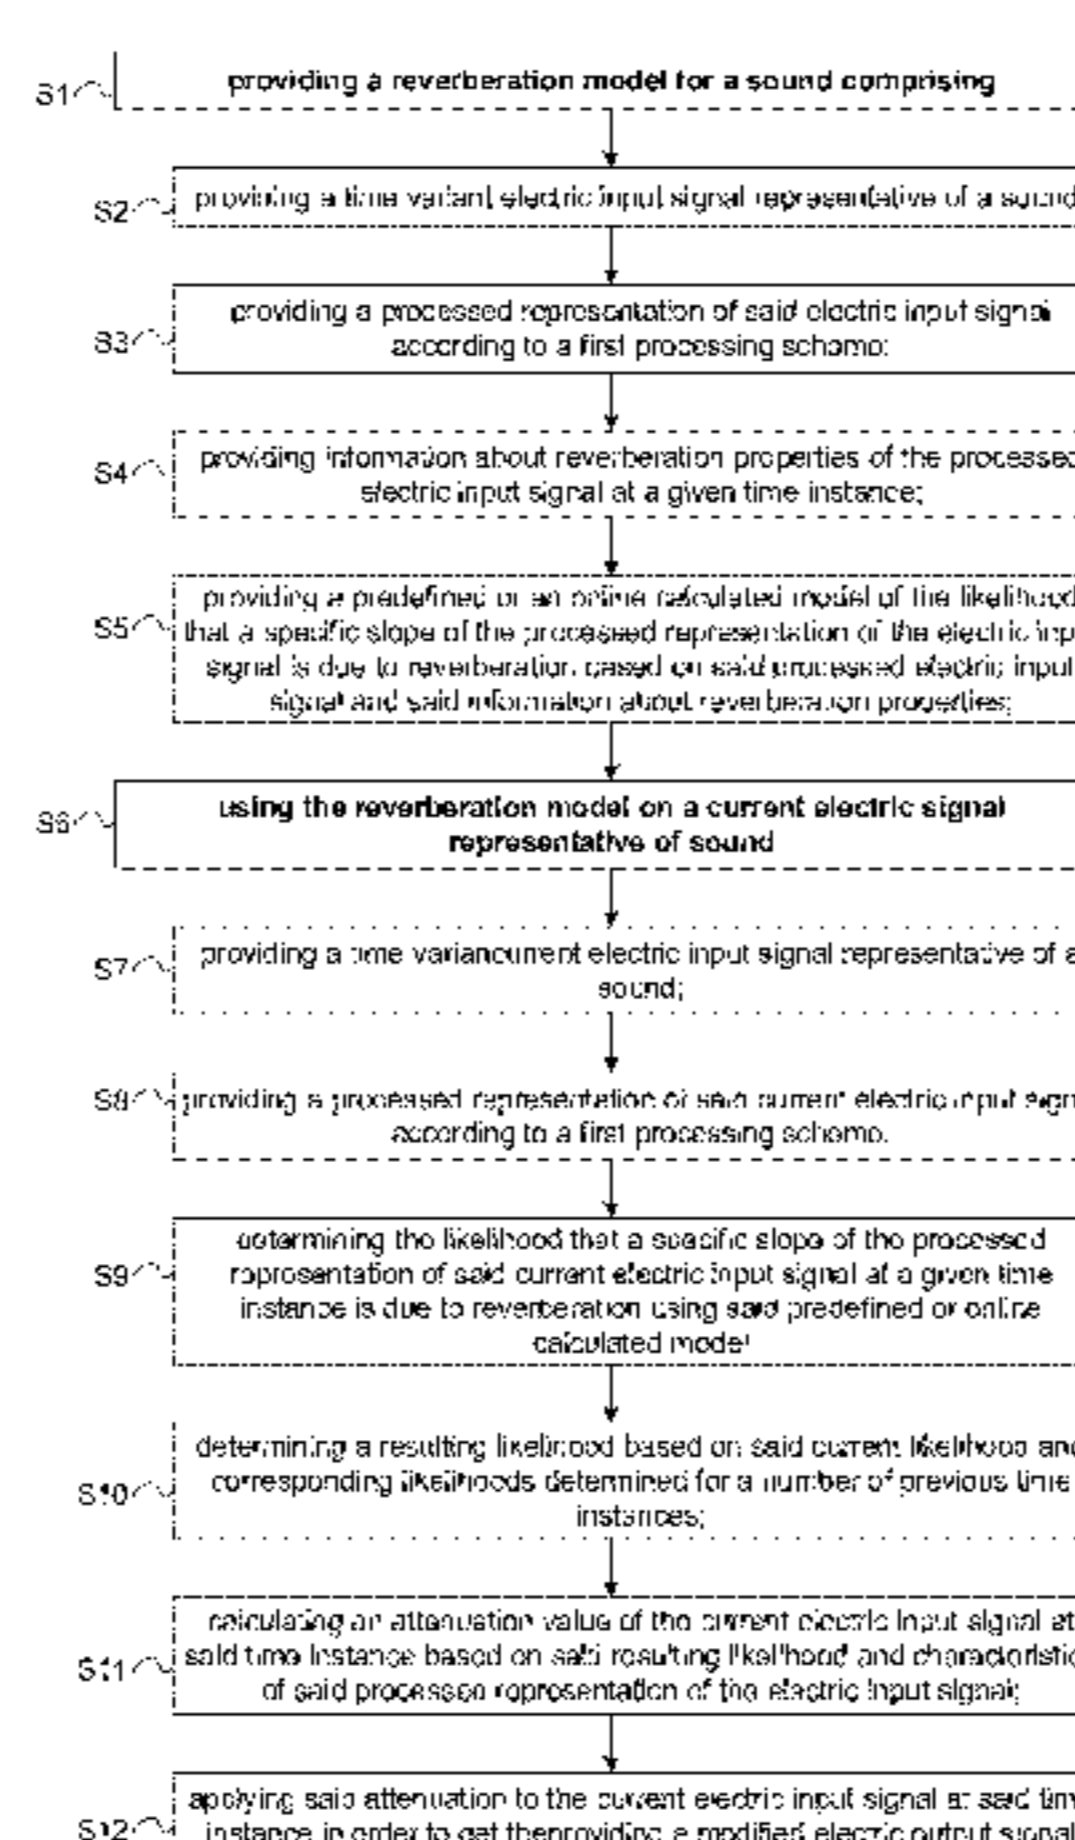 S1 providing a reverberation model for a sound comprising
S2 providing a time variant electric input signal representative of a sound
S3 providing a processed representation of said electric input signal
according to a first processing scheme;
S4 providing information about reverberation properties of the processed
electric input signal at a given time instance;
S5 providing a predefined or an online calculated model of the likelihood
that a specific slope of the processed representation of the electric inp
signal is due to reverberation based on said processed electric input
signal and said information about reverberation properties;
S6 using the reverberation model on a current electric signal
representative of sound
S7 providing a time variancurrent electric input signal representative of a
sound;
S8 providing a processed representation of said current electric input sign
according to a first processing scheme.
S9 determining the likelihood that a specific slope of the processed
representation of said current electric input signal at a given time
instance is due to reverberation using said predefined or online
calculated model
S10 determining a resulting likelihood based on said current likelihood and
corresponding likelihoods determined for a number of previous time
instances;
S11 calculating an attenuation value of the current electric input signal at
said time instance based on said resulting likelihood and characteristic
of said processed representation of the electric input signal;
S12 applying said attenuation to the current electric input signal at said tim
instance in order to get thenproviding a modified electric output signal